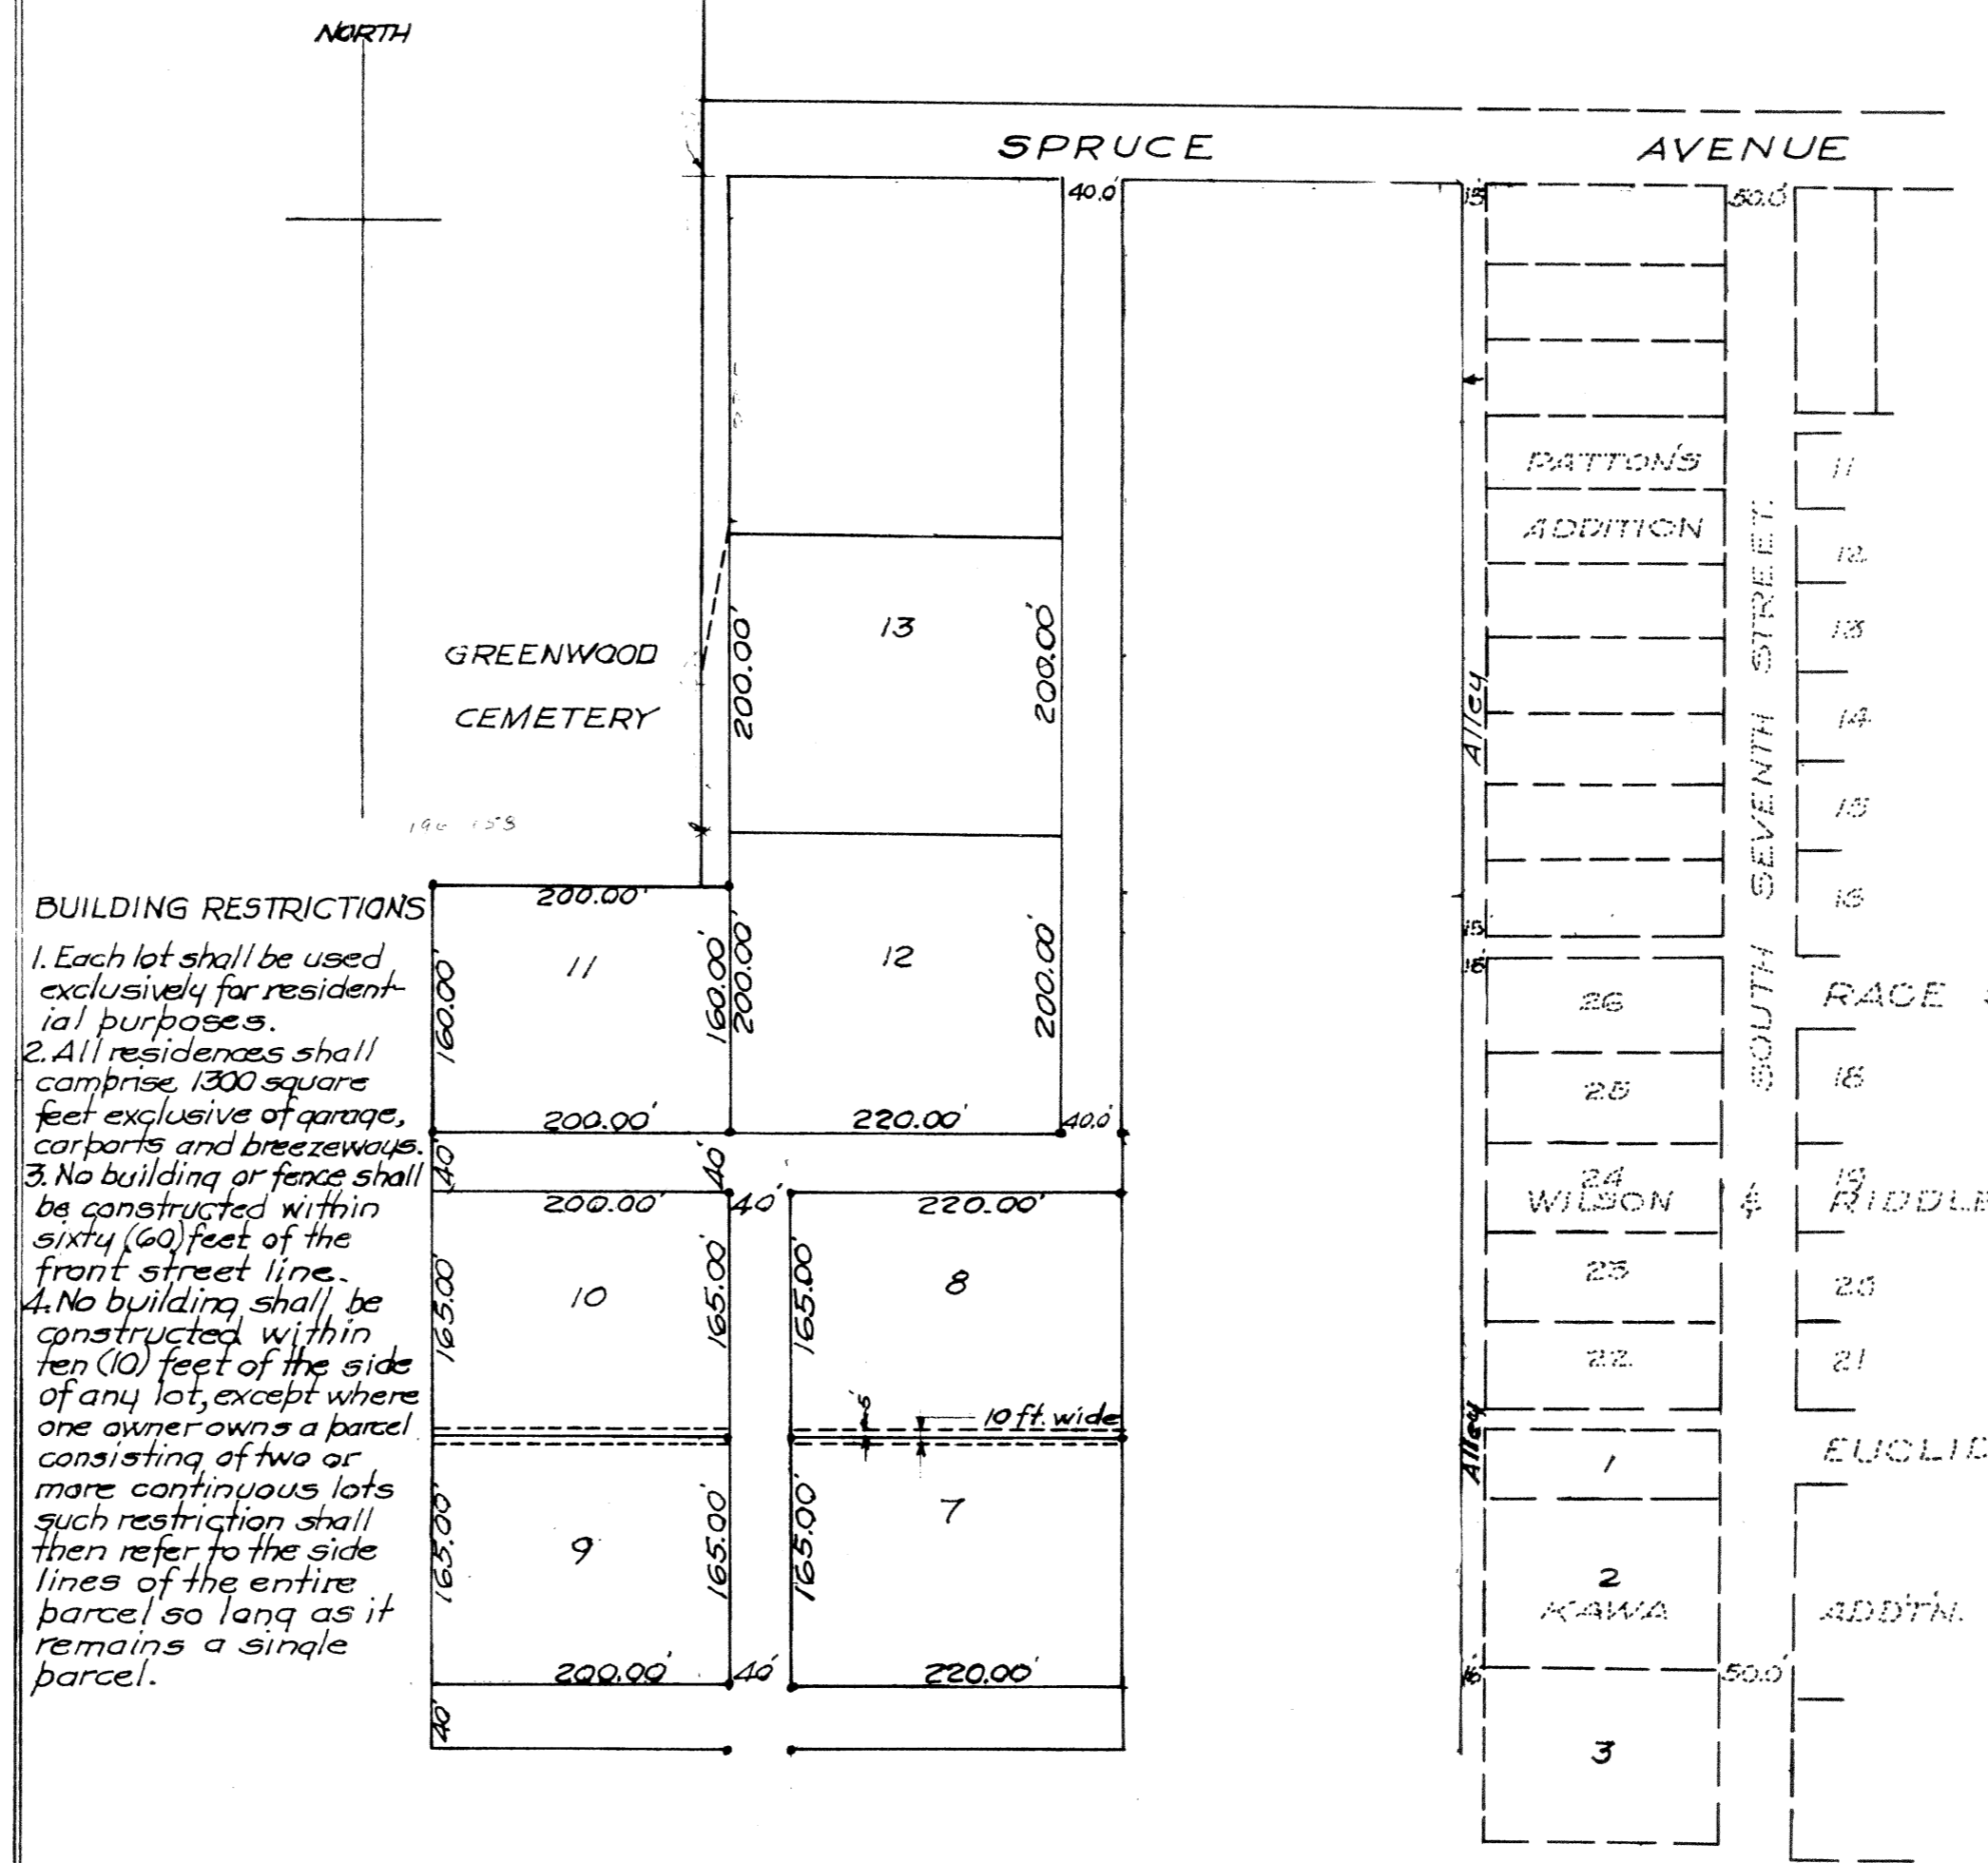 NORTH
SPRUCE AVENUE
40.0'
15'
50.0'
PATTON'S
ADDITION
11
12
13
14
15
16
SOUTH SEVENTH STREET
13
200.00'
200.00'
GREENWOOD
CEMETERY
Alley
BUILDING RESTRICTIONS
1. Each lot shall be used
exclusively for resident-
ial purposes.
2. All residences shall
comprise 1300 square
feet exclusive of garage,
carports and breezeways.
3. No building or fence shall
be constructed within
sixty (60) feet of the
front street line.
4. No building shall be
constructed within
ten (10) feet of the side
of any lot, except where
one owner owns a parcel
consisting of two or
more continuous lots
such restriction shall
then refer to the side
lines of the entire
parcel so long as it
remains a single
parcel.
200.00'
11
160.00'
160.00'
200.00'
12
200.00'
200.00'
220.00'
40.0'
40'
40'
15'
15'
26
25
24
23
22
RACE
18
19
20
21
WILSON & RIDDLE
200.00'
40'
220.00'
10
165.00'
165.00'
165.00'
8
5'
10 ft. wide
9
165.00'
165.00'
165.00'
7
200.00'
40'
220.00'
40'
Alley
EUCLID
1
2
KAWA ADDTN.
15'
50.0'
3